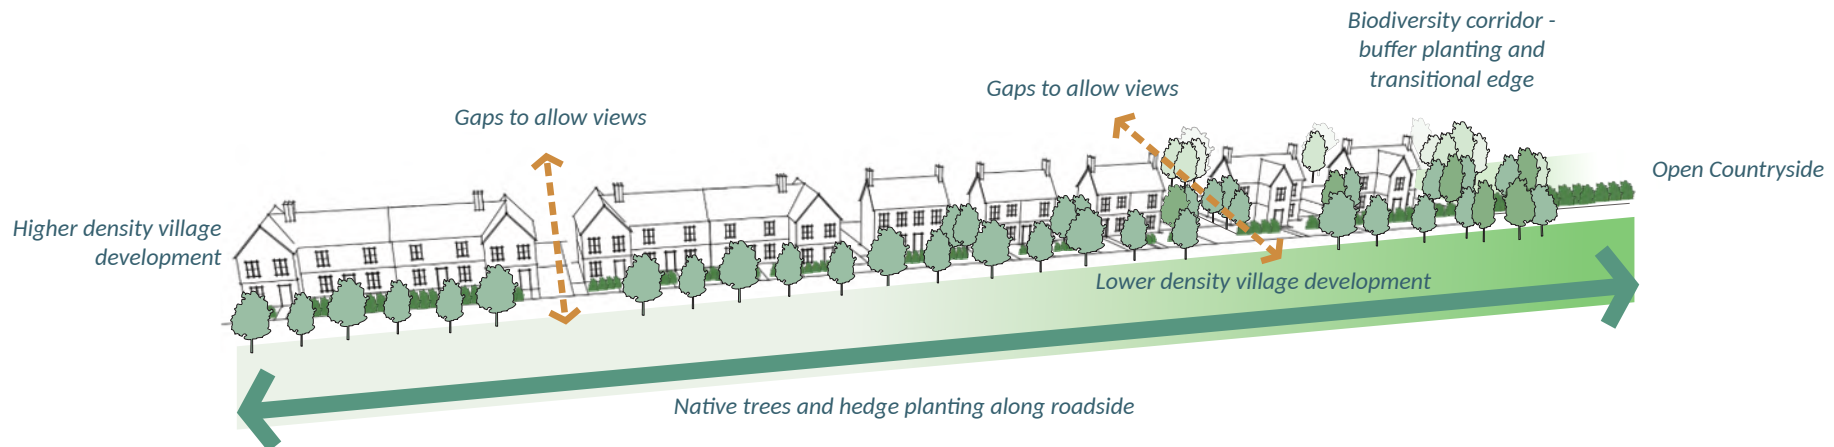 Biodiversity corridor -
buffer planting and
transitional edge
Gaps to allow views
Gaps to allow views
Open Countryside
Higher density village
development
Lower density village development
Native trees and hedge planting along roadside